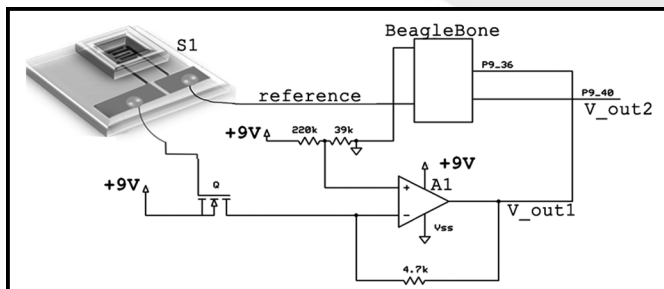 BeagleBone
S1
P9_36
reference
P9_40
V_out2
+9V
220k
39k
+9V
+9V
Q
+
A1
-
V_out1
Vss
4.7k